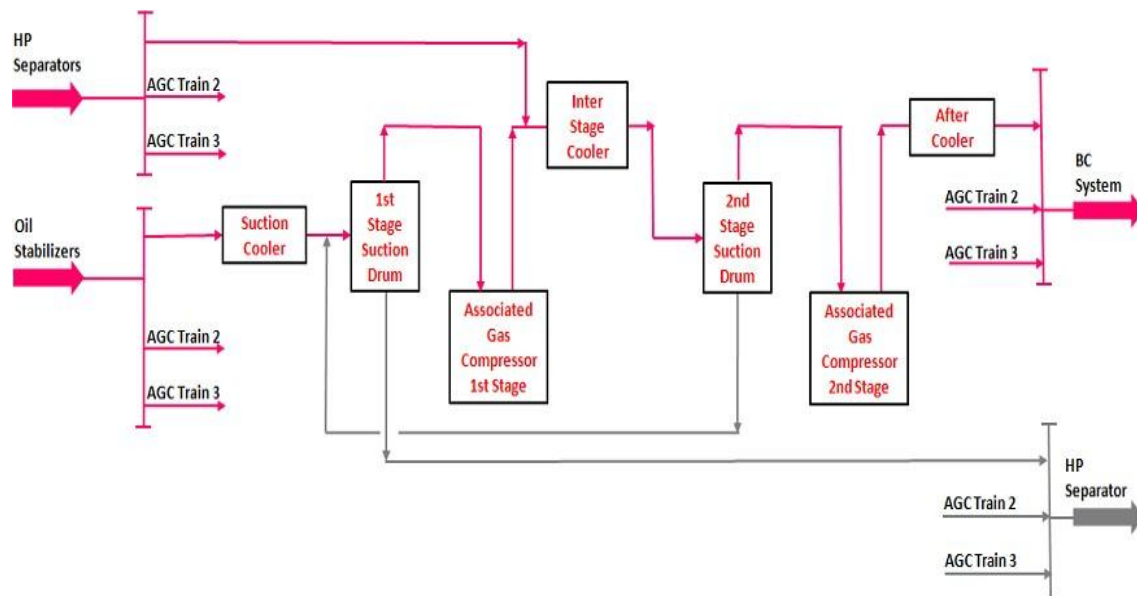 HP
Separators
AGC Train 2
AGC Train 3
Oil
Stabilizers
AGC Train 2
AGC Train 3
Suction
Cooler
1st
Stage
Suction
Drum
Associated
Gas
Compressor
1st Stage
Inter
Stage
Cooler
2nd
Stage
Suction
Drum
Associated
Gas
Compressor
2nd Stage
After
Cooler
BC
System
AGC Train 2
AGC Train 3
HP
Separator
AGC Train 2
AGC Train 3